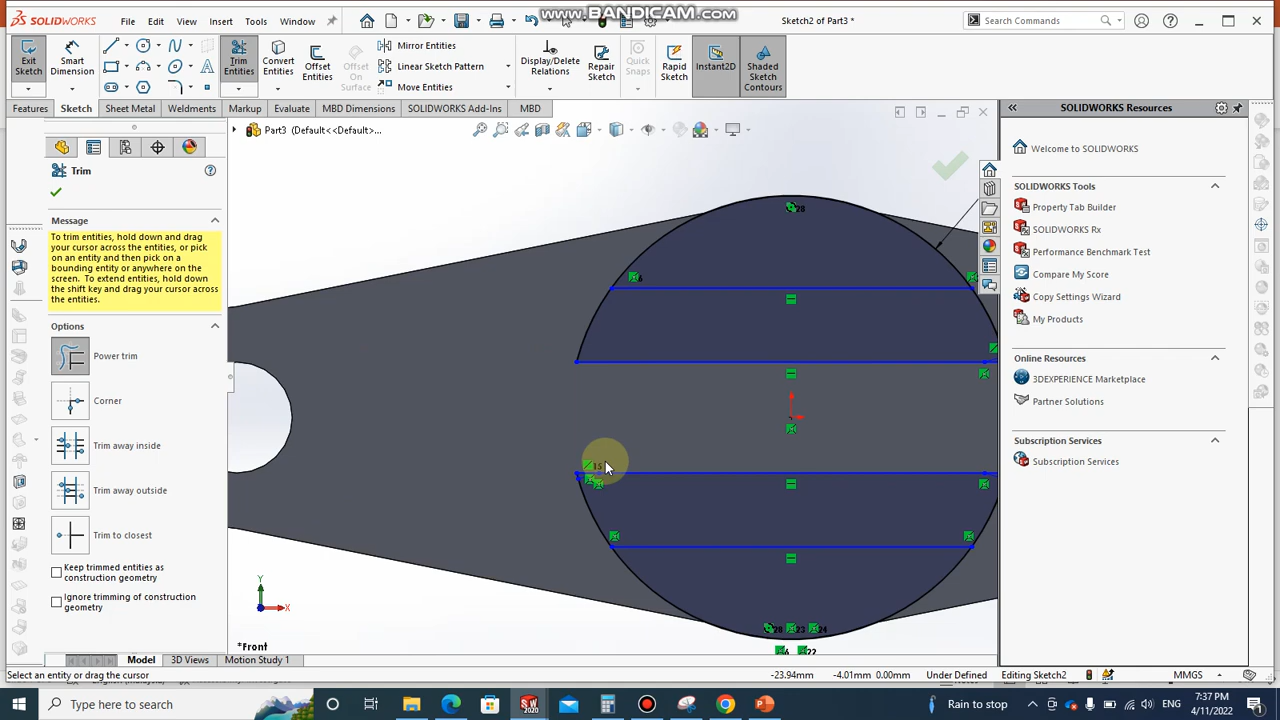 www.BANDICAM.com
SOLIDWORKS File Edit View Insert Tools Window Sketch2 of Part3 * Search Commands
Exit Sketch
Smart Dimension
Trim Entities
Convert Entities
Offset Entities
Offset On Surface
Mirror Entities
Linear Sketch Pattern
Move Entities
Display/Delete Relations
Repair Sketch
Quick Snaps
Rapid Sketch
Instant2D
Shaded Sketch Contours
Features Sketch Sheet Metal Weldments Markup Evaluate MBD Dimensions SOLIDWORKS Add-Ins MBD
SOLIDWORKS Resources
Part3 (Default<<Default>...
Trim
Message
To trim entities, hold down and drag
your cursor across the entities, or pick
on an entity and then pick on a
bounding entity or anywhere on the
screen. To extend entities, hold down
the shift key and drag your cursor across
the entities.
Options
Power trim
Corner
Trim away inside
Trim away outside
Trim to closest
Keep trimmed entities as
construction geometry
Ignore trimming of construction
geometry
28
6
15
28 23 24
6 22
Y
X
*Front
Welcome to SOLIDWORKS
SOLIDWORKS Tools
Property Tab Builder
SOLIDWORKS Rx
Performance Benchmark Test
Compare My Score
Copy Settings Wizard
My Products
Online Resources
3DEXPERIENCE Marketplace
Partner Solutions
Subscription Services
Subscription Services
Model 3D Views Motion Study 1
Select an entity or drag the cursor -23.94mm -4.01mm 0.00mm Under Defined Editing Sketch2 MMGS
Type here to search
SW 2020
Rain to stop
ENG
7:37 PM
4/11/2022